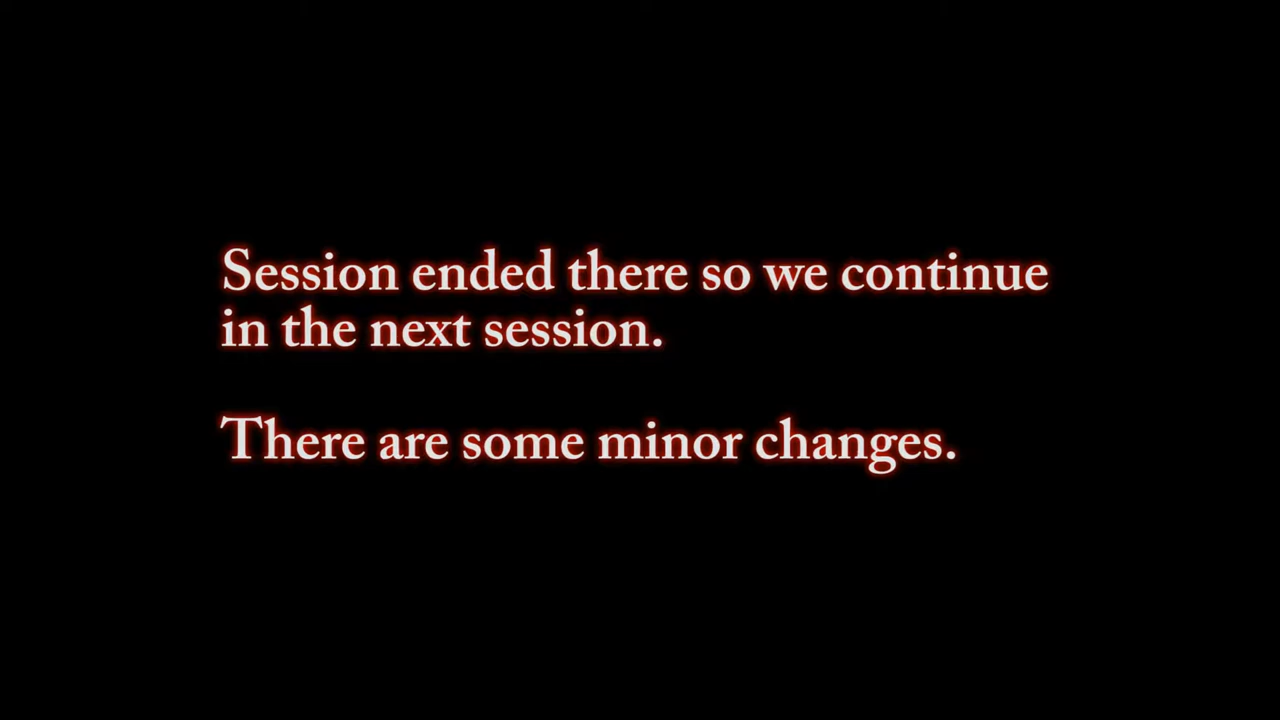 Session ended there so we continue
in the next session.
There are some minor changes.